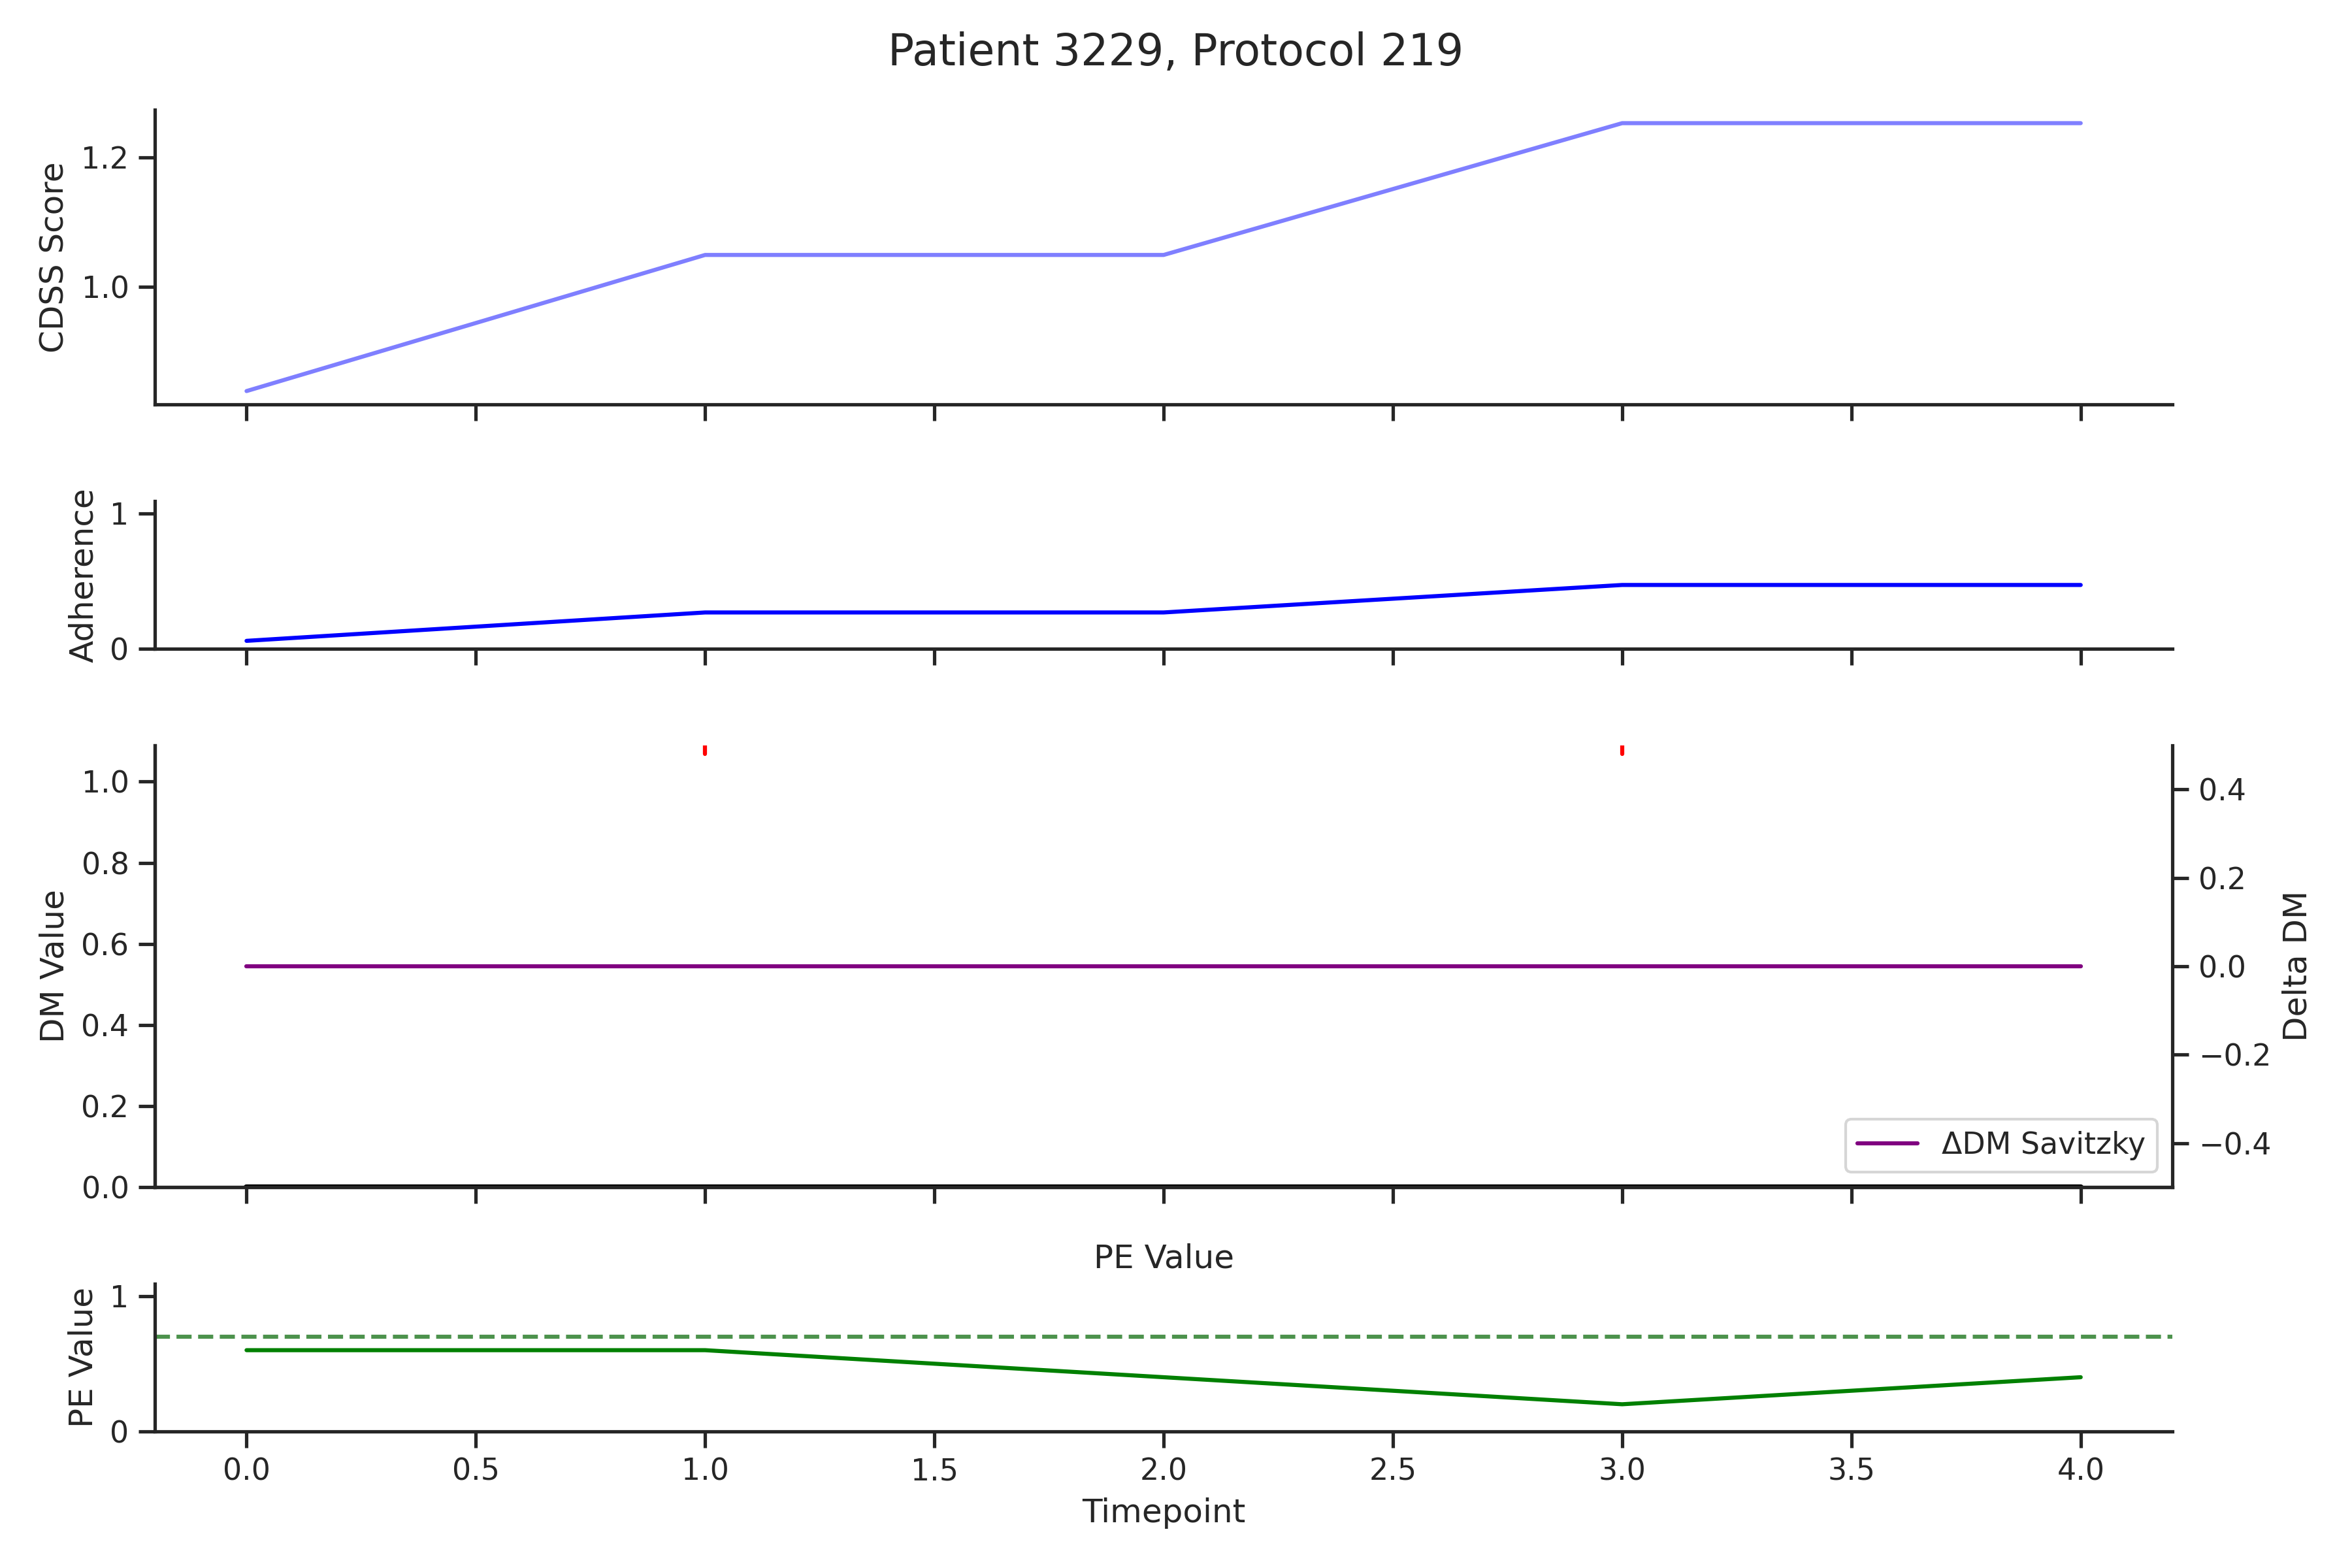 Patient 3229, Protocol 219
CDSS Score
1.2
1.0
Adherence
1
0
DM Value
1.0
0.8
0.6
0.4
0.2
0.0
Delta DM
0.4
0.2
0.0
−0.2
−0.4
ΔDM Savitzky
PE Value
PE Value
1
0
0.0 0.5 1.0 1.5 2.0 2.5 3.0 3.5 4.0
Timepoint